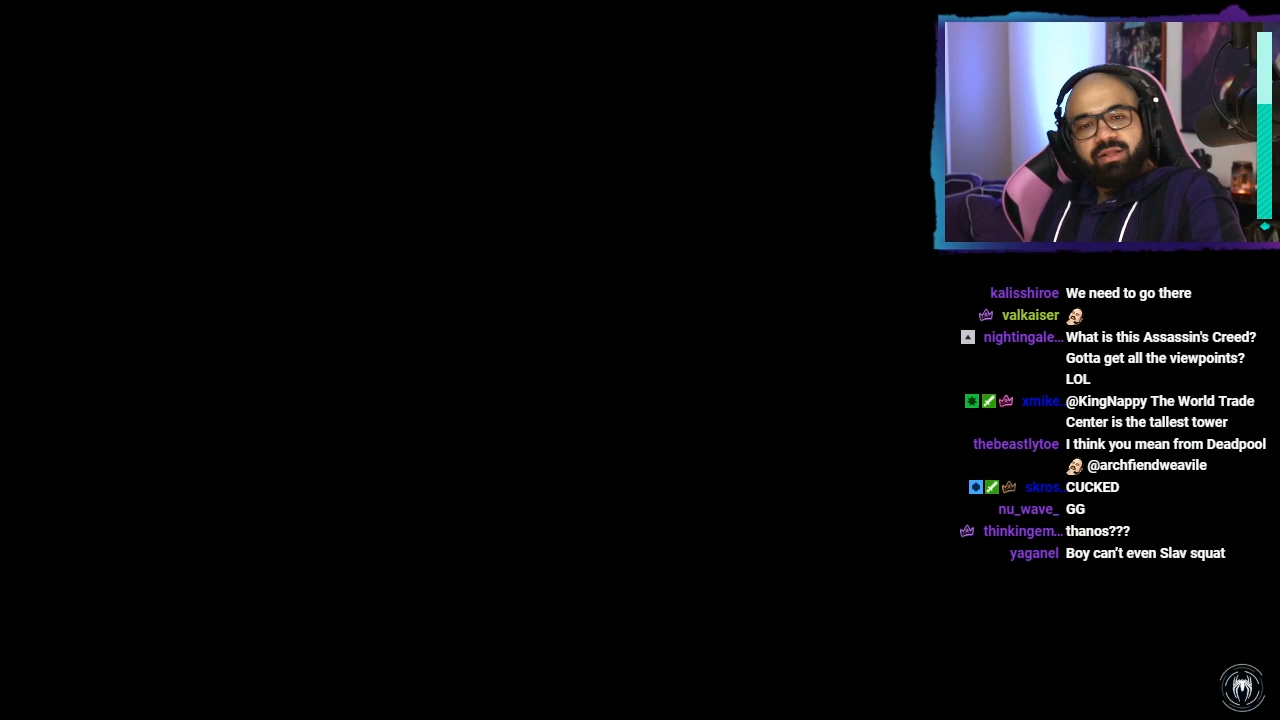 kalisshiroe We need to go there
valkaiser
nightingale... What is this Assassin's Creed?
Gotta get all the viewpoints?
LOL
xmike. @KingNappy The World Trade
Center is the tallest tower
thebeastlytoe I think you mean from Deadpool
@archfiendweavile
skros. CUCKED
nu_wave_ GG
thinkingem... thanos???
yaganel Boy can't even Slav squat